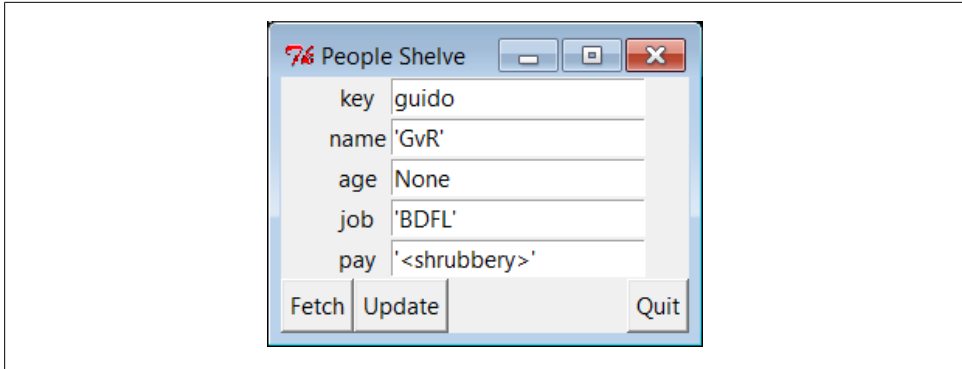 People Shelve
key guido
name 'GvR'
age None
job 'BDFL'
pay '<shrubbery>'
Fetch Update Quit